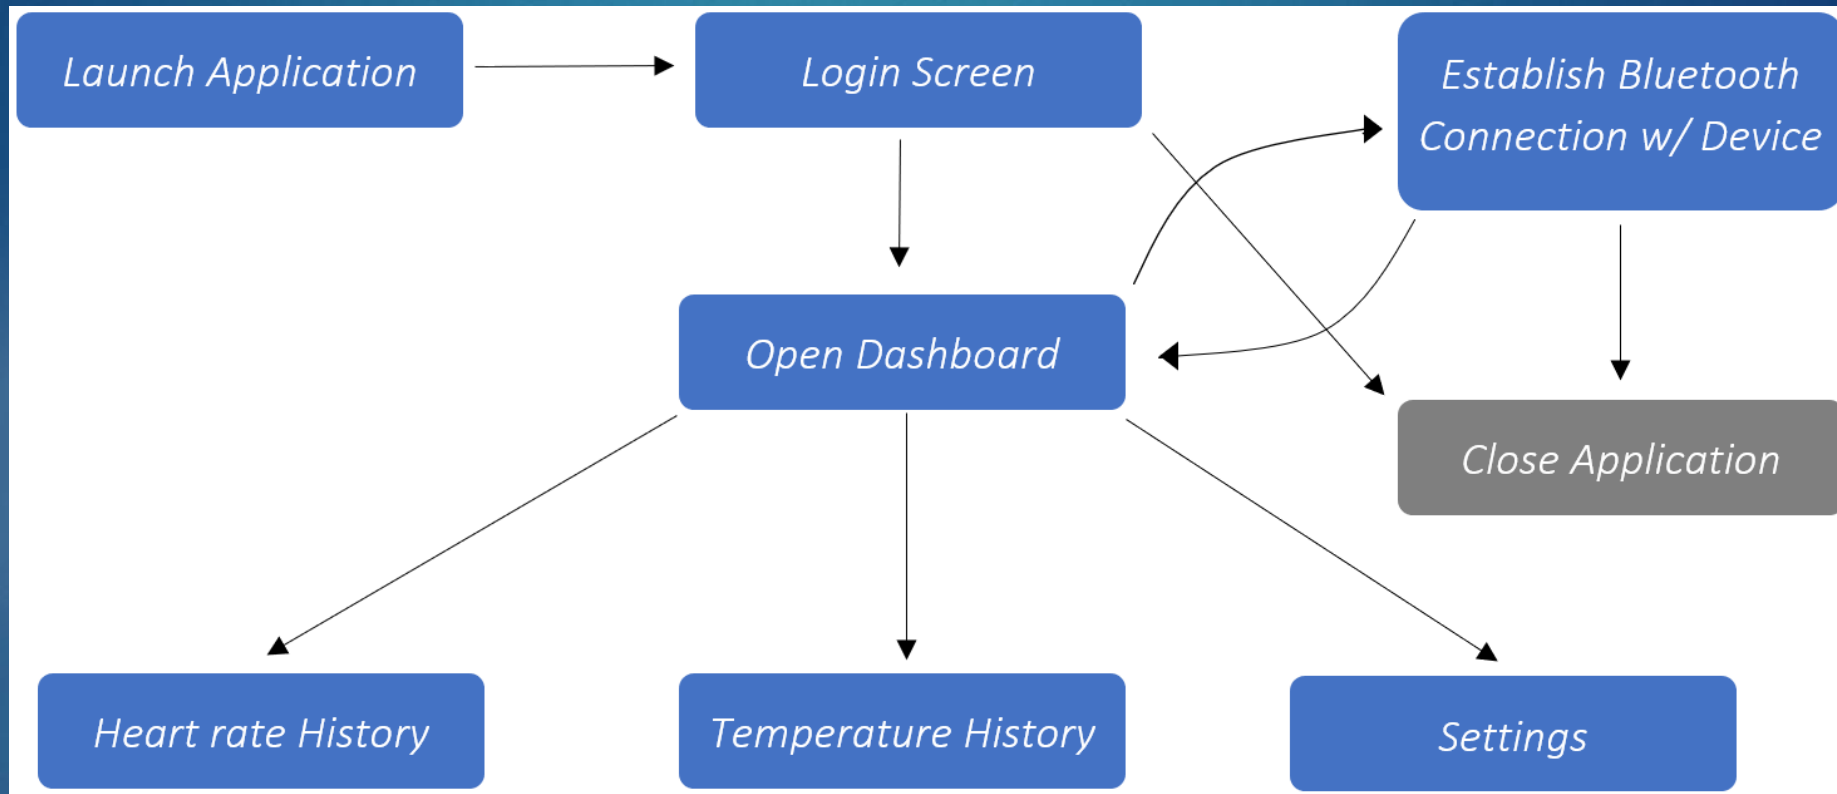 Launch Application
Login Screen
Establish Bluetooth
Connection w/ Device
Open Dashboard
Close Application
Heart rate History
Temperature History
Settings